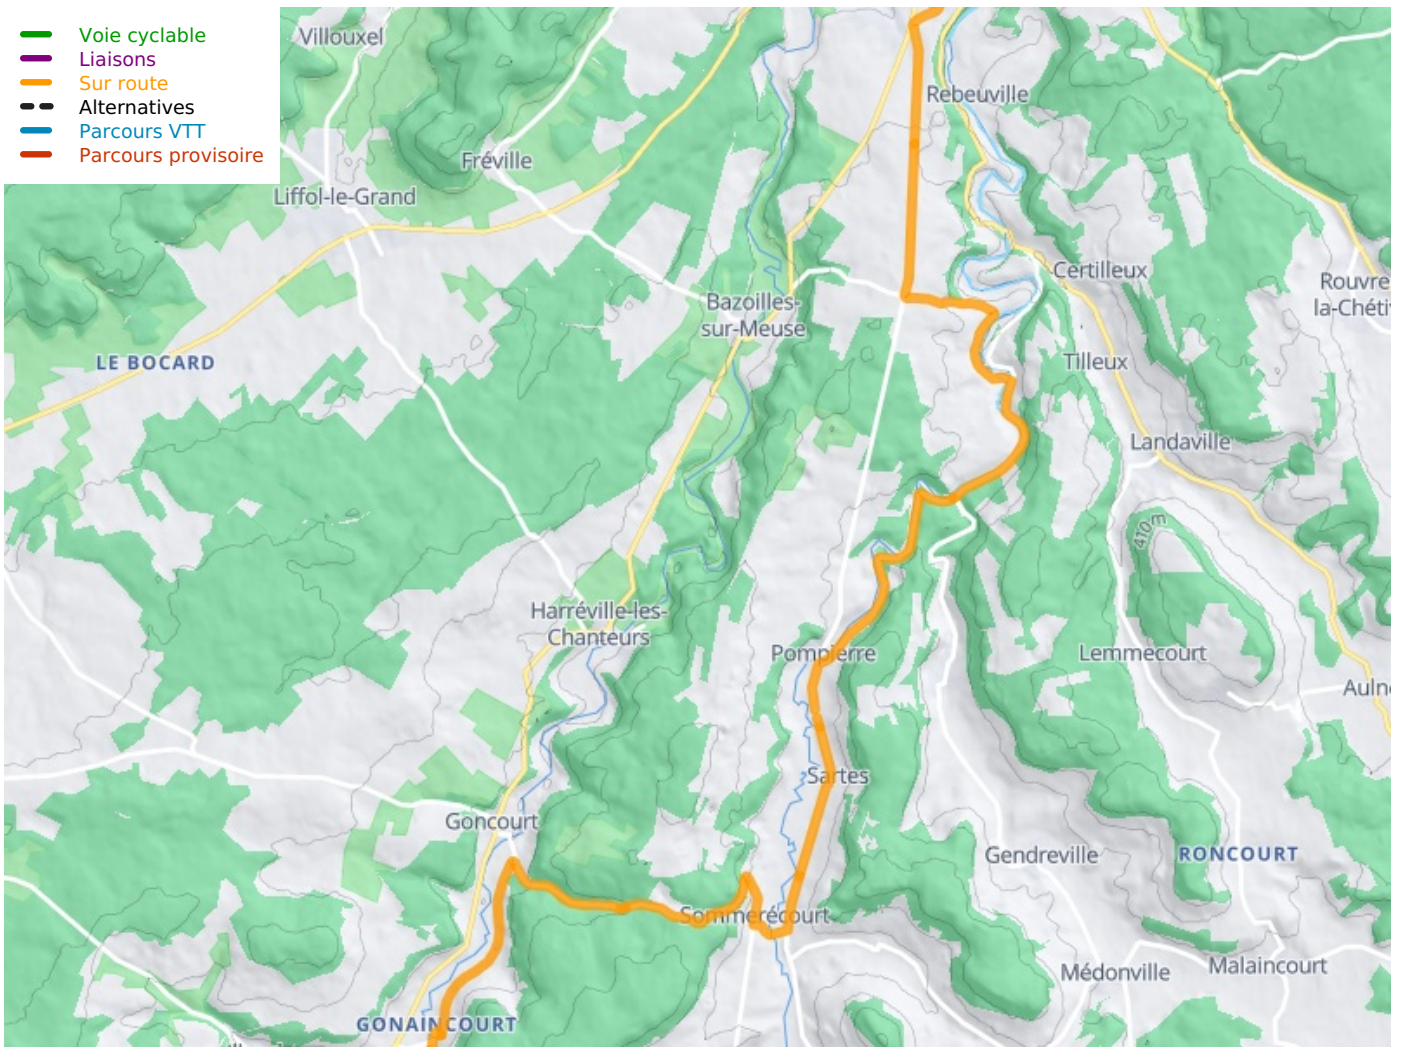 Voie cyclable
Liaisons
Sur route
Alternatives
Parcours VTT
Parcours provisoire
Villouxel
Rebeuville
Fréville
Liffol-le-Grand
Certilleux
Rouvre
la-Chéti
Bazoilles-
sur-Meuse
LE BOCARD
Tilleux
Landaville
410 m
Harréville-les-
Chanteurs
Pompierre
Lemmecourt
Auln
Sartes
Goncourt
Gendreville
RONCOURT
Sommerécourt
Médonville
Malaincourt
GONAINCOURT